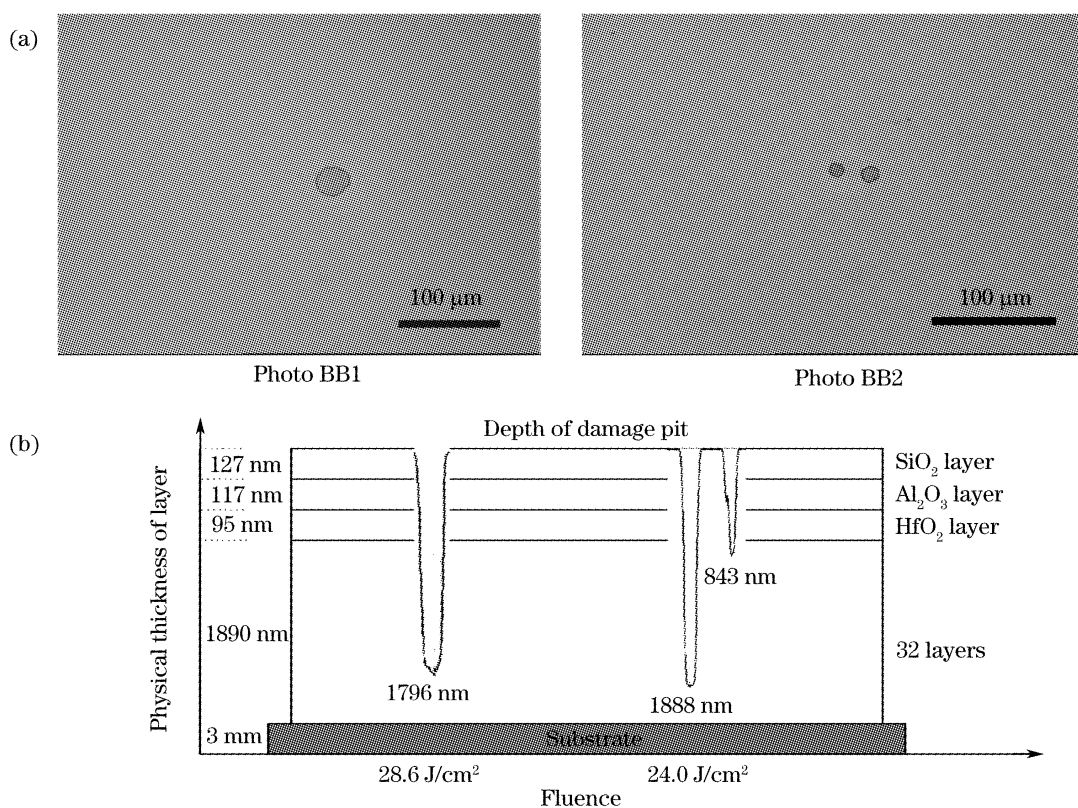 (a)
100 μm
100 μm
Photo BB1
Photo BB2
(b)
Depth of damage pit
Physical thickness of layer
127 nm
117 nm
95 nm
1890 nm
3 mm
SiO₂ layer
Al₂O₃ layer
HfO₂ layer
32 layers
843 nm
1796 nm
1888 nm
Substrate
28.6 J/cm²
24.0 J/cm²
Fluence